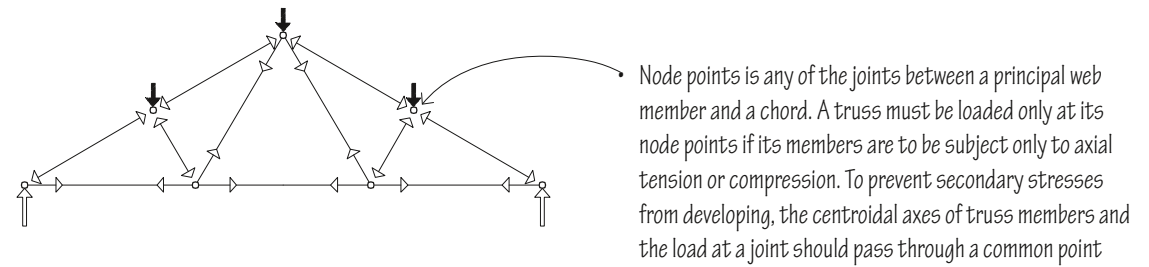 Node points is any of the joints between a principal web
member and a chord. A truss must be loaded only at its
node points if its members are to be subject only to axial
tension or compression. To prevent secondary stresses
from developing, the centroidal axes of truss members and
the load at a joint should pass through a common point